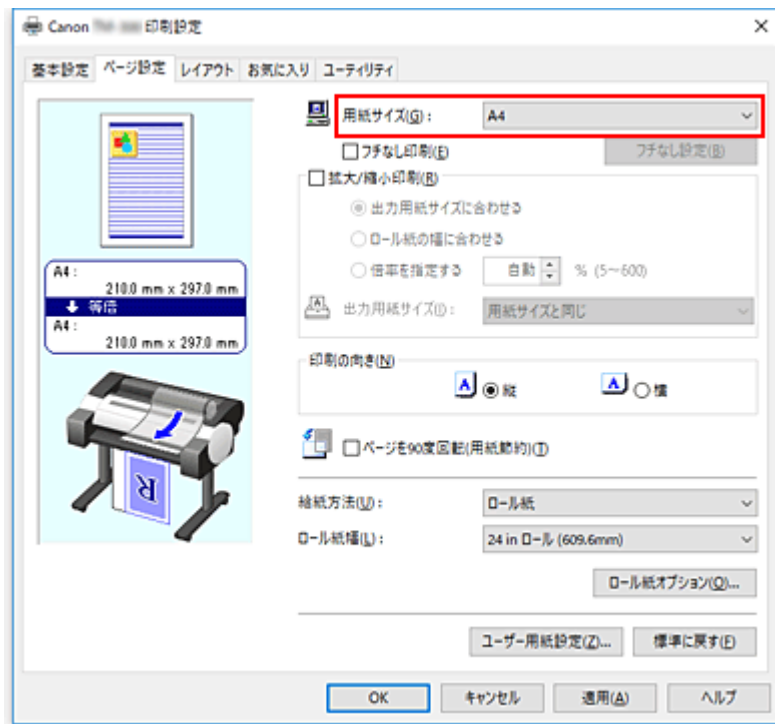 Canon 印刷設定
基本設定 ページ設定 レイアウト お気に入り ユーティリティ
用紙サイズ(G): A4
フチなし印刷(E) フチなし設定(B)
拡大/縮小印刷(R)
出力用紙サイズに合わせる
ロール紙の幅に合わせる
倍率を指定する 自動 % (5~600)
出力用紙サイズ(I): 用紙サイズと同じ
A4:
210.0 mm x 297.0 mm
等倍
A4:
210.0 mm x 297.0 mm
印刷の向き(N)
A 縦 A 横
ページを90度回転(用紙節約)(T)
R
給紙方法(U): ロール紙
ロール紙幅(L): 24 in ロール (609.6mm)
ロール紙オプション(O)...
ユーザー用紙設定(Z)... 標準に戻す(F)
OK キャンセル 適用(A) ヘルプ